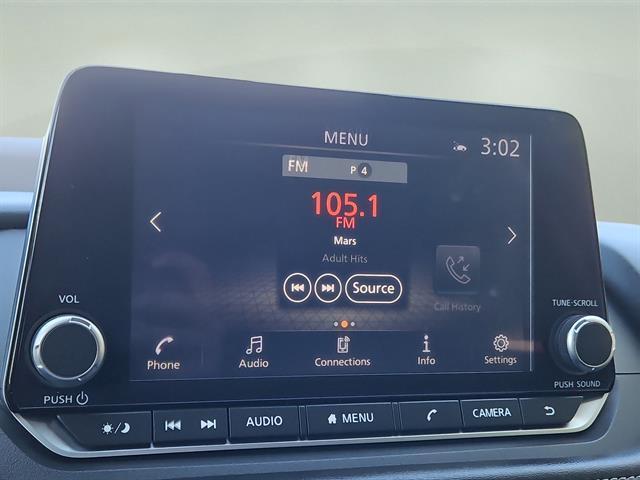 MENU
3:02
FM
P 4
105.1
FM
Mars
Adult Hits
Source
Call History
VOL
TUNE·SCROLL
Phone
Audio
Connections
Info
Settings
PUSH
PUSH SOUND
AUDIO
MENU
CAMERA